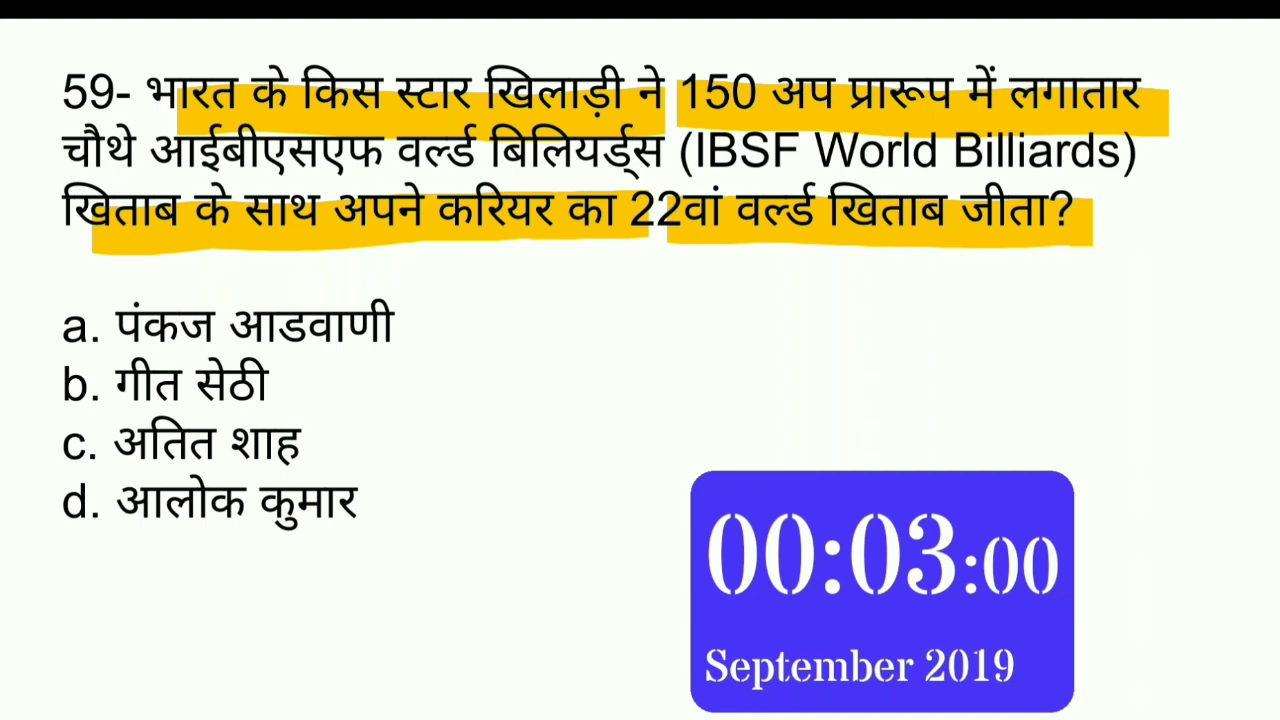 59- भारत के किस स्टार खिलाड़ी ने 150 अप प्रारूप में लगातार
चौथे आईबीएसएफ वर्ल्ड बिलियर्ड्स (IBSF World Billiards)
खिताब के साथ अपने करियर का 22वां वर्ल्ड खिताब जीता?
a. पंकज आडवाणी
b. गीत सेठी
c. अतित शाह
d. आलोक कुमार
00:03:00
September 2019